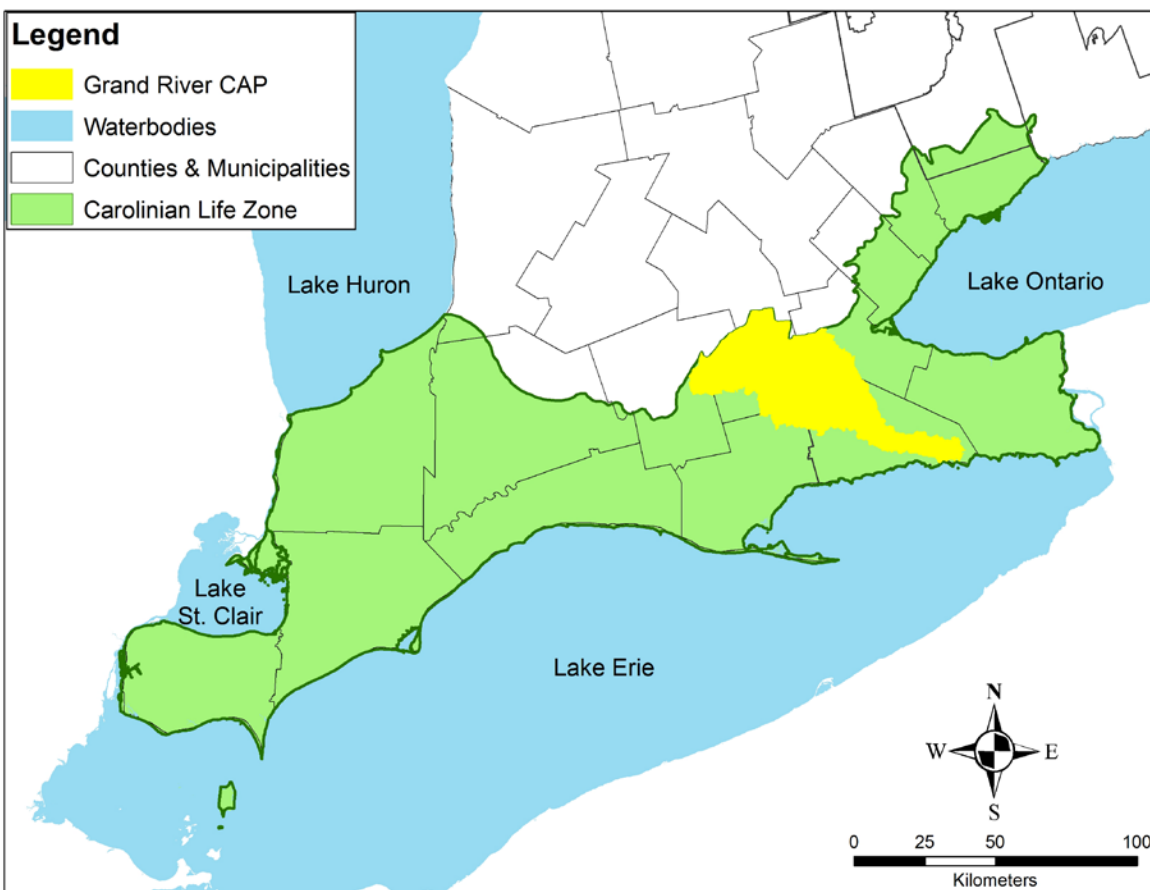 Legend
Grand River CAP
Waterbodies
Counties & Municipalities
Carolinian Life Zone
Lake Huron
Lake Ontario
Lake
St. Clair
Lake Erie
N
W E
S
0 25 50 100
Kilometers